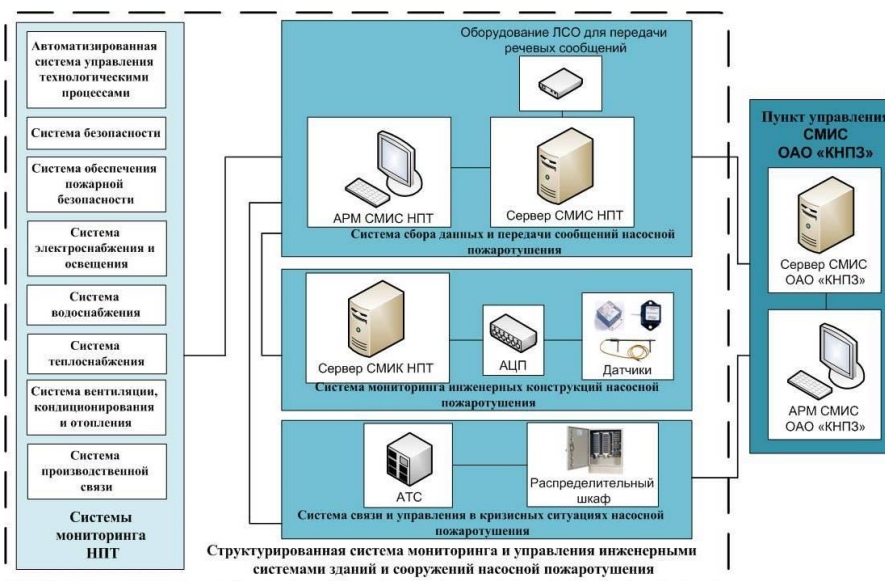 Автоматизированная
система управления
технологическими
процессами
Система безопасности
Система обеспечения
пожарной
безопасности
Система
электроснабжения и
освещения
Система
водоснабжения
Система
теплоснабжения
Система вентиляции,
кондиционирования
и отопления
Система
производственной
связи
Системы
мониторинга
НПТ
Оборудование ЛСО для передачи
речевых сообщений
АРМ СМИС НПТ
Сервер СМИС НПТ
Система сбора данных и передачи сообщений насосной
пожаротушения
Сервер СМИК НПТ
АЦП
Датчики
Система мониторинга инженерных конструкций насосной
пожаротушения
АТС
Распределительный
шкаф
Система связи и управления в кризисных ситуациях насосной
пожаротушения
Структурированная система мониторинга и управления инженерными
системами зданий и сооружений насосной пожаротушения
Пункт управления
СМИС
ОАО «КНПЗ»
Сервер СМИС
ОАО «КНПЗ»
АРМ СМИС
ОАО «КНПЗ»